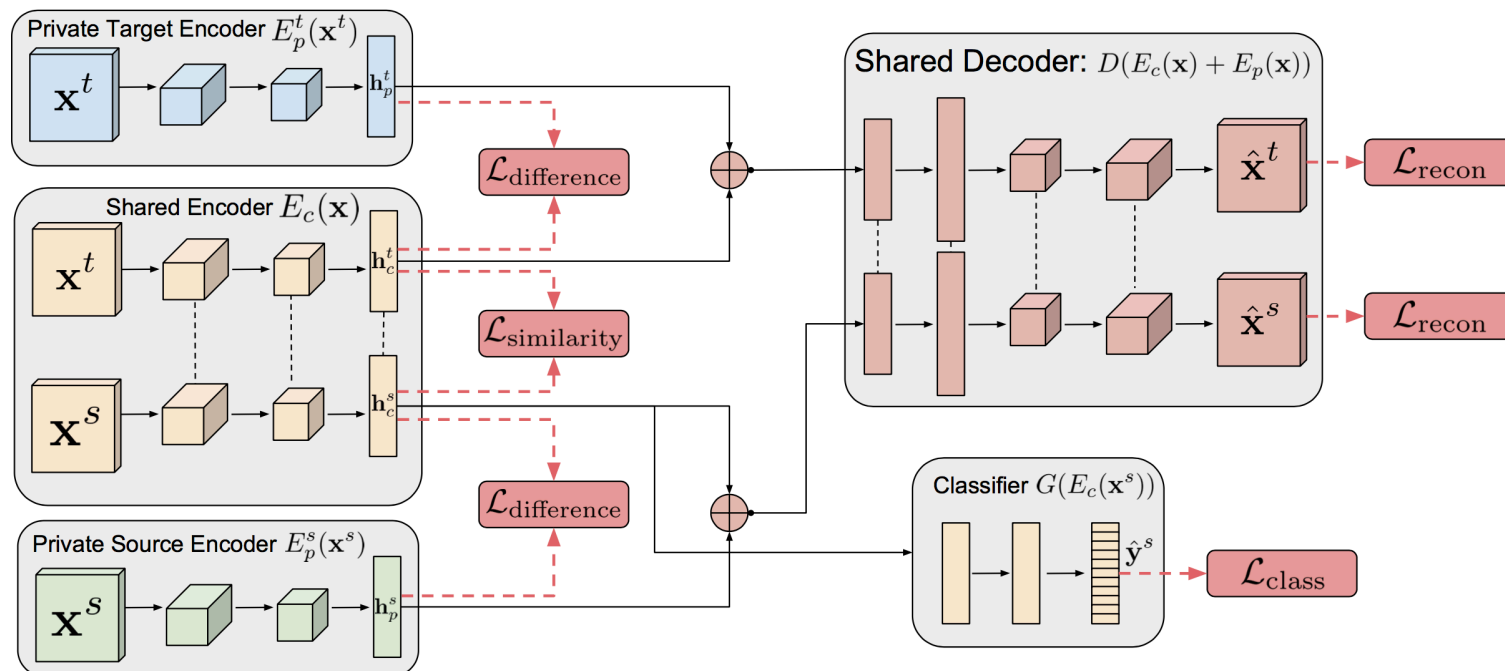 Private Target Encoder $E_p^t(\mathbf{x}^t)$
$\mathbf{x}^t$
$\mathbf{h}_p^t$
$\mathcal{L}_{\text{difference}}$
Shared Encoder $E_c(\mathbf{x})$
$\mathbf{x}^t$
$\mathbf{h}_c^t$
$\mathcal{L}_{\text{similarity}}$
$\mathbf{x}^s$
$\mathbf{h}_c^s$
$\mathcal{L}_{\text{difference}}$
Private Source Encoder $E_p^s(\mathbf{x}^s)$
$\mathbf{x}^s$
$\mathbf{h}_p^s$
Shared Decoder: $D(E_c(\mathbf{x}) + E_p(\mathbf{x}))$
$\hat{\mathbf{x}}^t$
$\mathcal{L}_{\text{recon}}$
$\hat{\mathbf{x}}^s$
$\mathcal{L}_{\text{recon}}$
Classifier $G(E_c(\mathbf{x}^s))$
$\hat{\mathbf{y}}^s$
$\mathcal{L}_{\text{class}}$